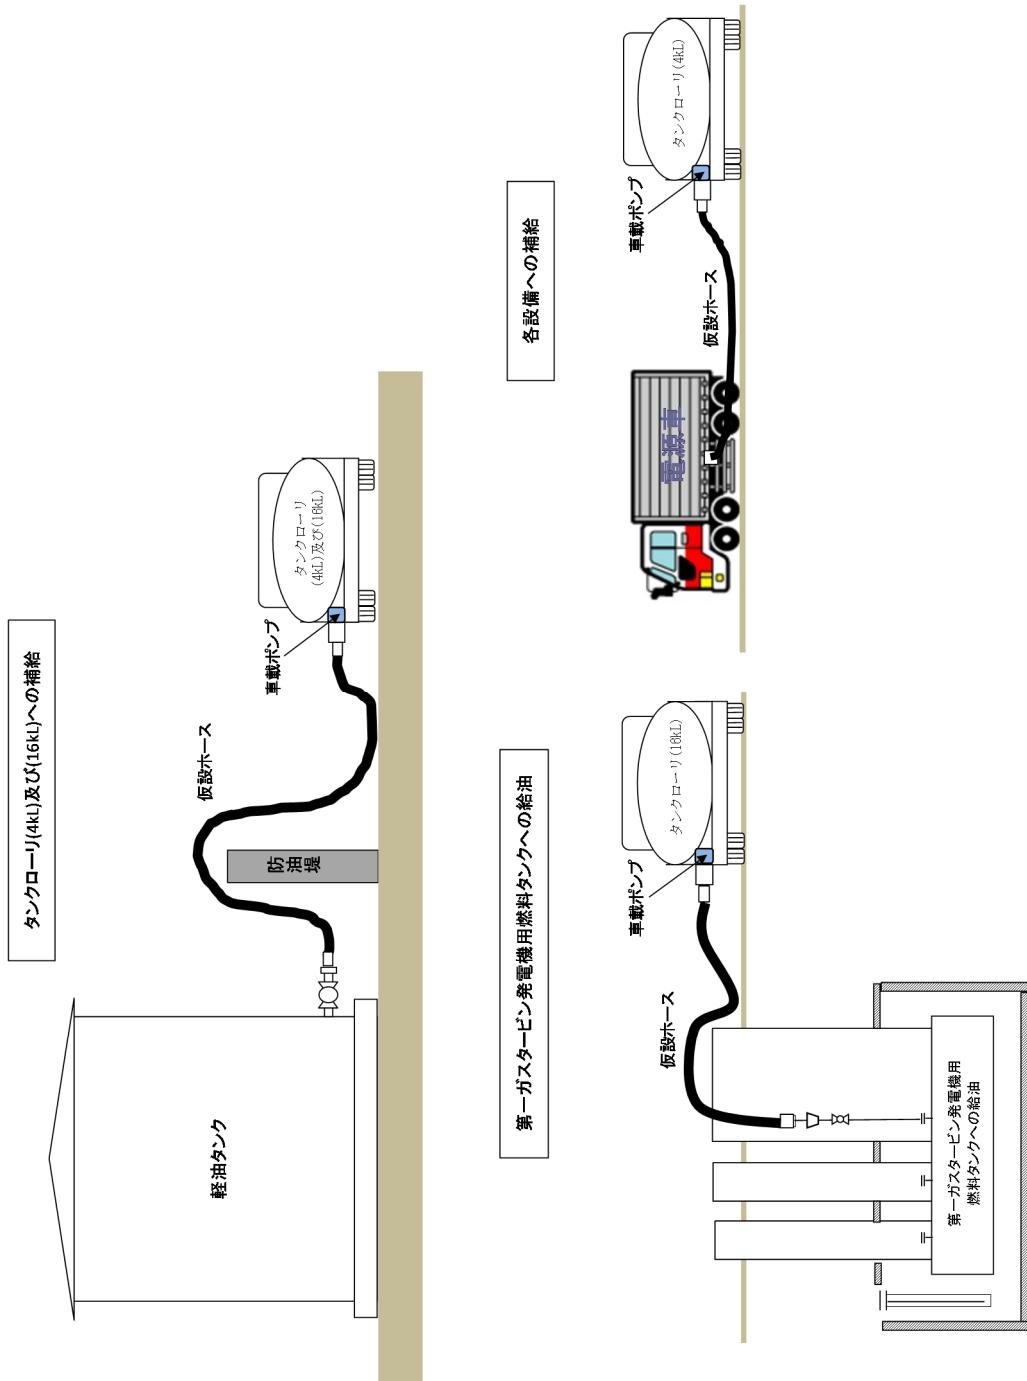 タンクローリ(4kL)及び(16kL)への補給
軽油タンク
防油
堤
仮設ホース
車載ポンプ
タンクローリ
(4kL)及び(16kL)
第一ガスタービン発電機用燃料タンクへの給油
第一ガスタービン発電機用
燃料タンクへの給油
仮設ホース
車載ポンプ
タンクローリ(16kL)
各設備への補給
電源車
仮設ホース
車載ポンプ
タンクローリ(4kL)